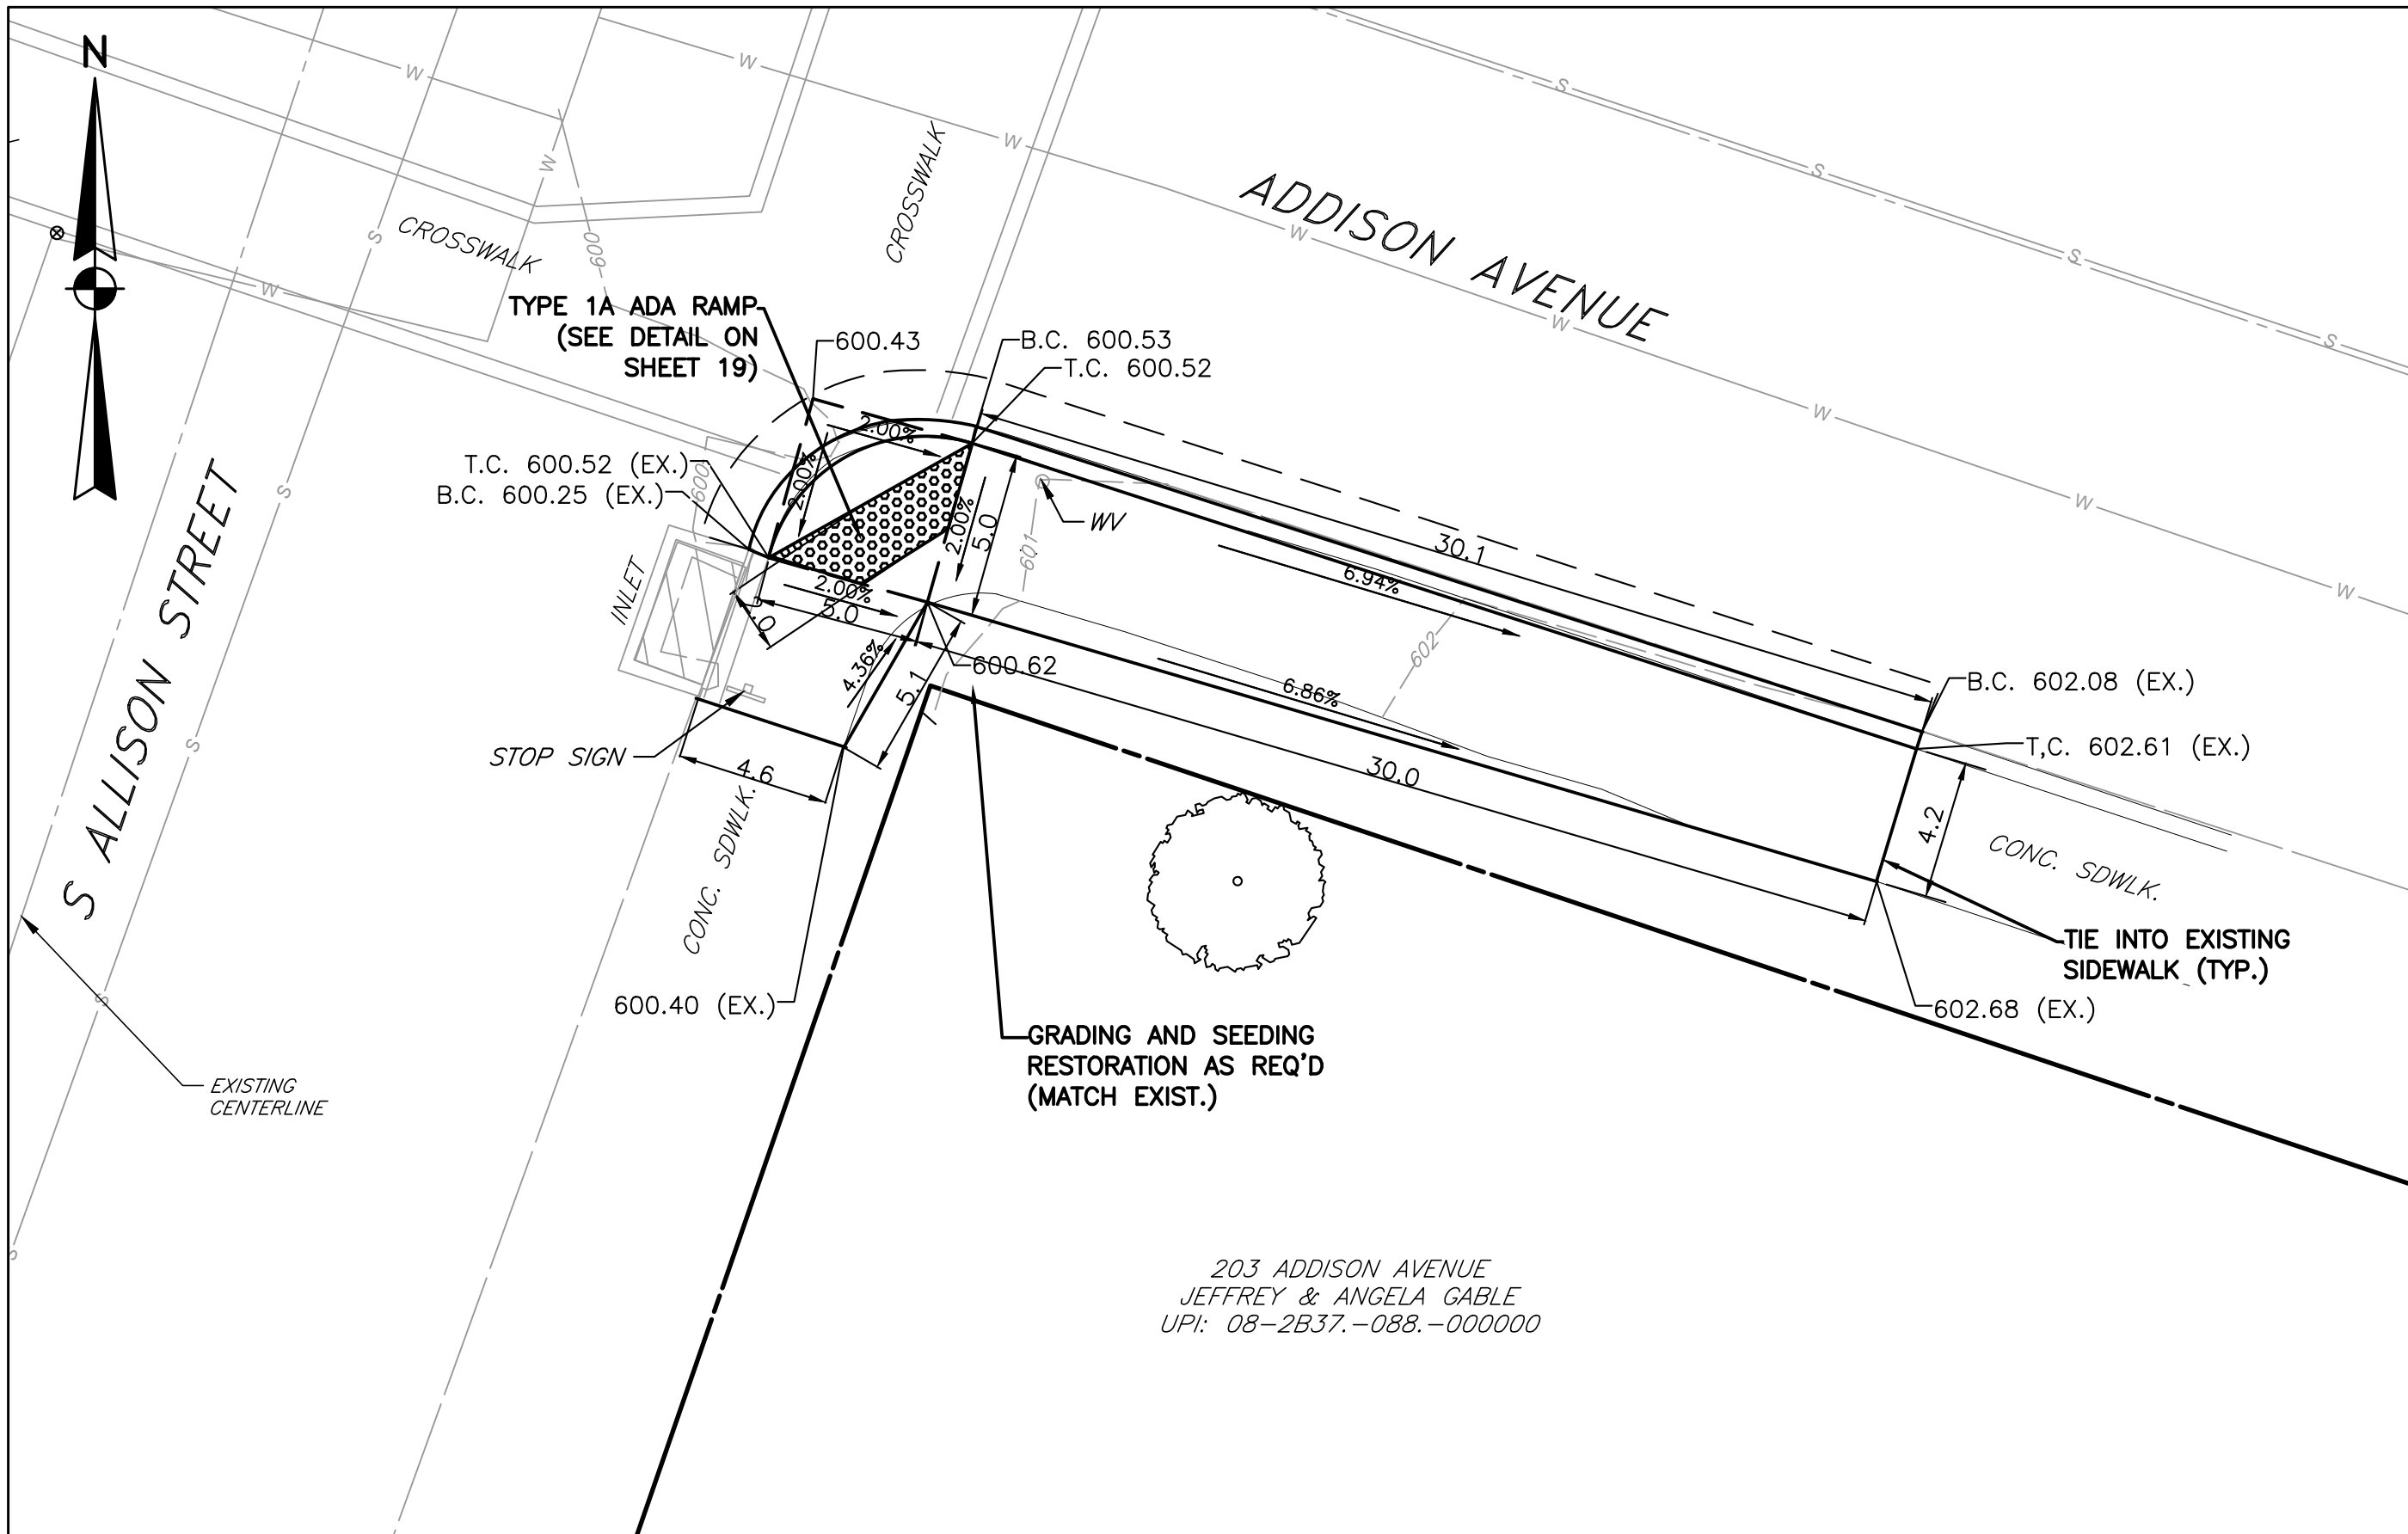 N
W
W
W
W
W
W
W
W
W
W
S
S
S
S
S
S
S
S
S
S
CROSSWALK
CROSSWALK
600
ADDISON AVENUE
TYPE 1A ADA RAMP
(SEE DETAIL ON
SHEET 19)
600.43
B.C. 600.53
T.C. 600.52
T.C. 600.52 (EX.)
B.C. 600.25 (EX.)
600
2.00%
2.00%
2.00%
5.0
2.00%
5.0
WV
601
30.1
6.94%
INLET
4.36%
5.1
600.62
602
6.86%
30.0
B.C. 602.08 (EX.)
T,C. 602.61 (EX.)
4.2
CONC. SDWLK.
S ALLISON STREET
STOP SIGN
4.6
CONC. SDWLK.
TIE INTO EXISTING
SIDEWALK (TYP.)
602.68 (EX.)
600.40 (EX.)
GRADING AND SEEDING
RESTORATION AS REQ'D
(MATCH EXIST.)
EXISTING
CENTERLINE
203 ADDISON AVENUE
JEFFREY & ANGELA GABLE
UPI: 08-2B37.-088.-000000